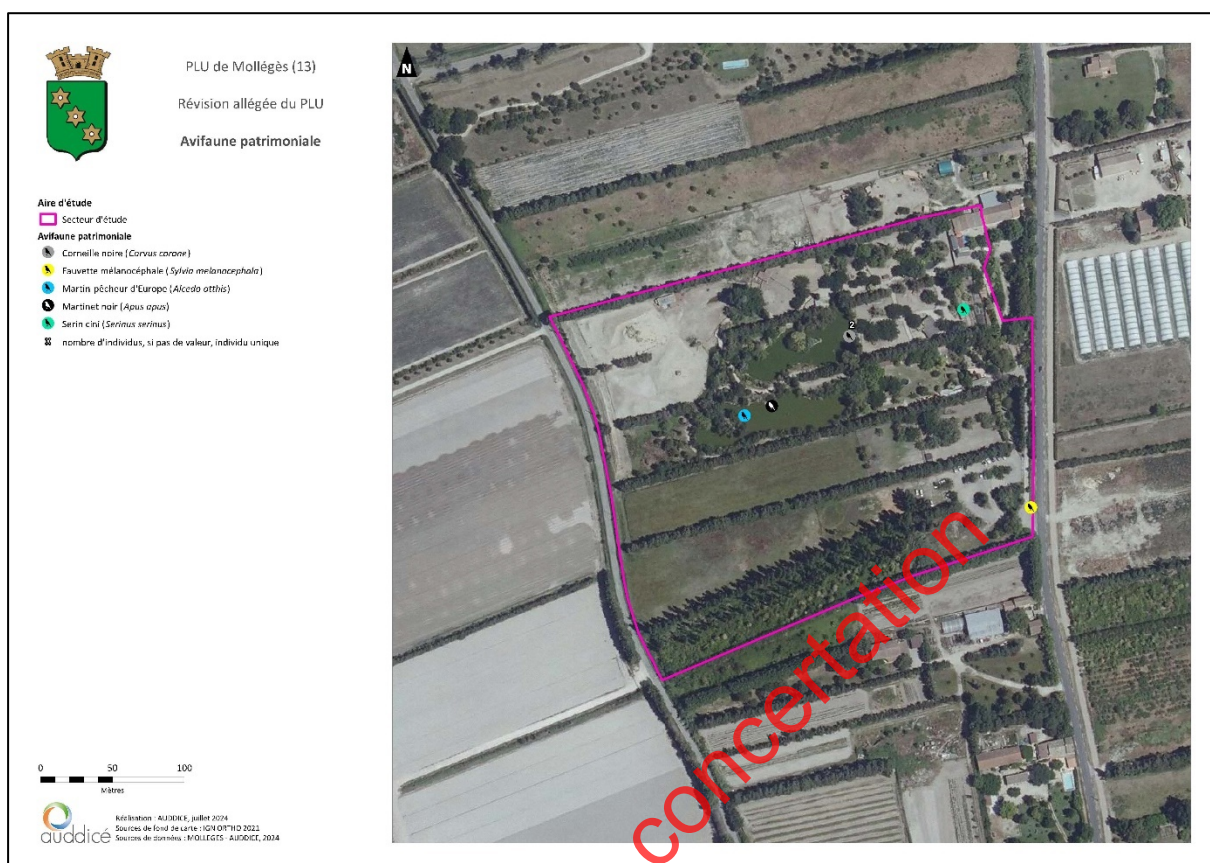 PLU de Mollégès (13)
Révision allégée du PLU
Avifaune patrimoniale
Aire d'étude
Secteur d'étude
Avifaune patrimoniale
Corneille noire (Corvus corone)
Fauvette mélanocéphale (Sylvia melanocephala)
Martin pêcheur d'Europe (Alcedo atthis)
Martinet noir (Apus apus)
Serin cini (Serinus serinus)
nombre d'individus, si pas de valeur, individu unique
0 50 100
Mètres
auddicé
Réalisation : AUDDICE, juillet 2024
Sources de fond de carte : IGN ORTHO 2021
Sources de données : MOLLEGES - AUDDICE, 2024
N
2
concertation